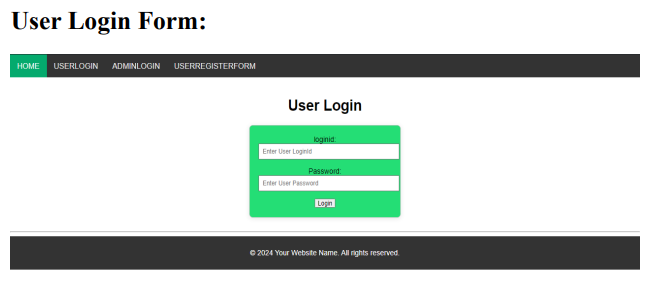 User Login Form:
HOME USERLOGIN ADMINLOGIN USERREGISTERFORM
User Login
loginid:
Enter User LoginId
Password:
Enter User Password
Login
© 2024 Your Website Name. All rights reserved.